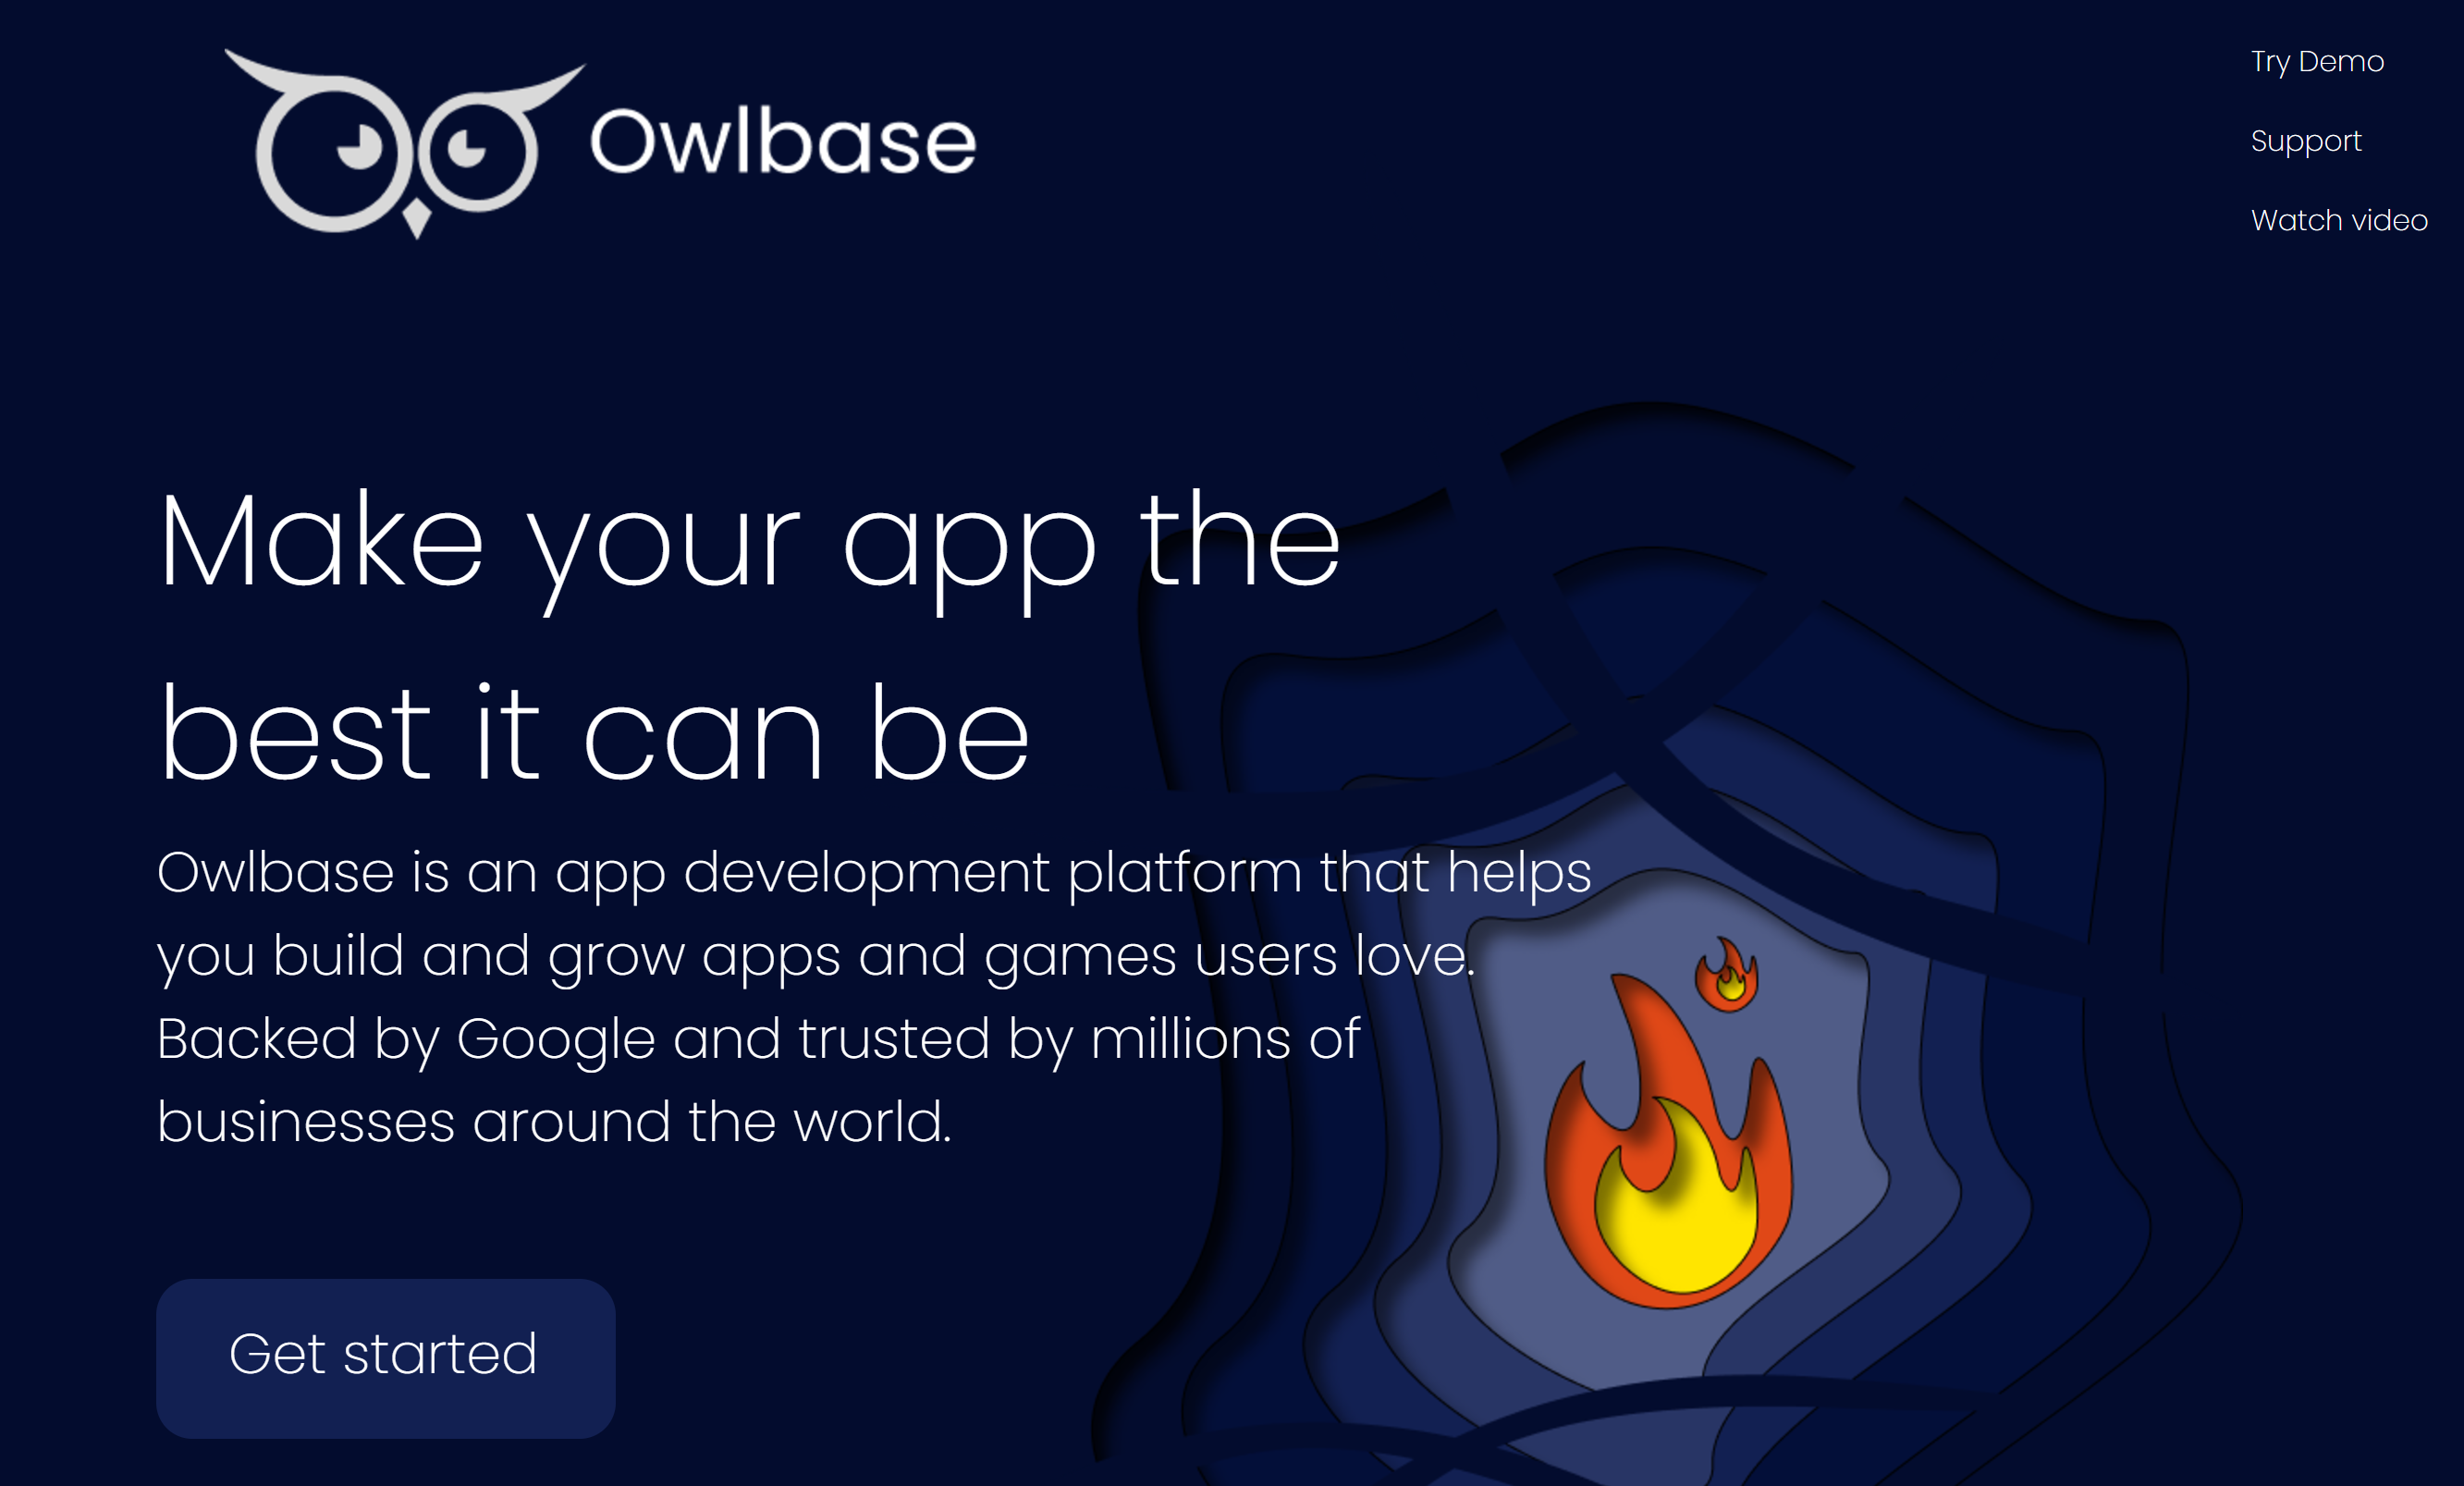 Owlbase
Try Demo
Support
Watch video
Make your app the
best it can be
Owlbase is an app development platform that helps
you build and grow apps and games users love.
Backed by Google and trusted by millions of
businesses around the world.
Get started